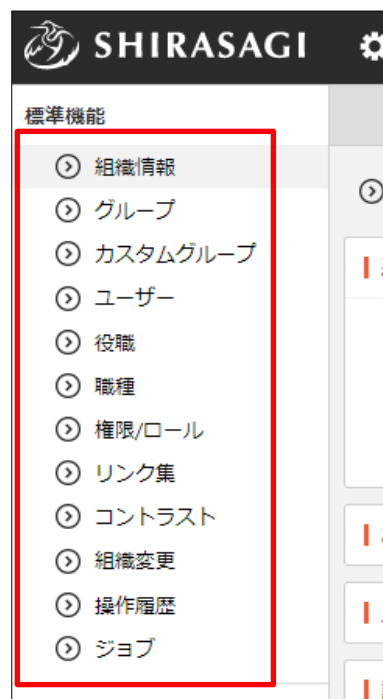 SHIRASAGI
標準機能
組織情報
グループ
カスタムグループ
ユーザー
役職
職種
権限/ロール
リンク集
コントラスト
組織変更
操作履歴
ジョブ